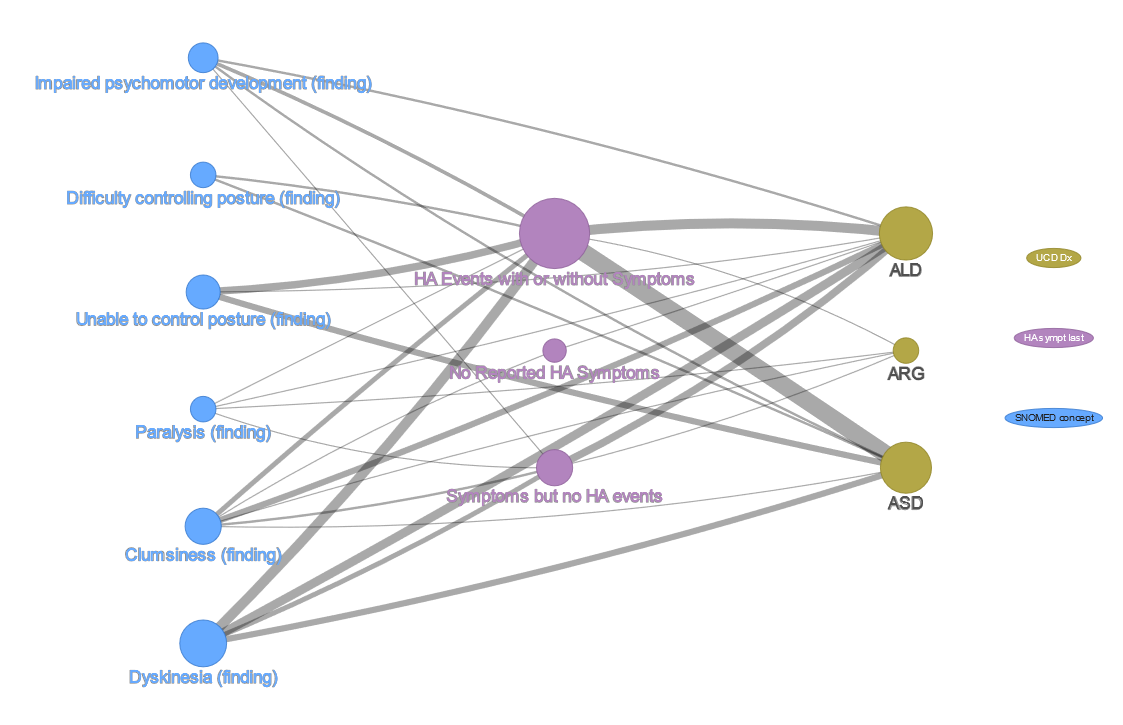 Impaired psychomotor development (finding)
Difficulty controlling posture (finding)
HA Events with or without Symptoms
ALD
UCD Dx
Unable to control posture (finding)
HA sympt last
No Reported HA Symptoms
ARG
SNOMED concept
Paralysis (finding)
Symptoms but no HA events
ASD
Clumsiness (finding)
Dyskinesia (finding)